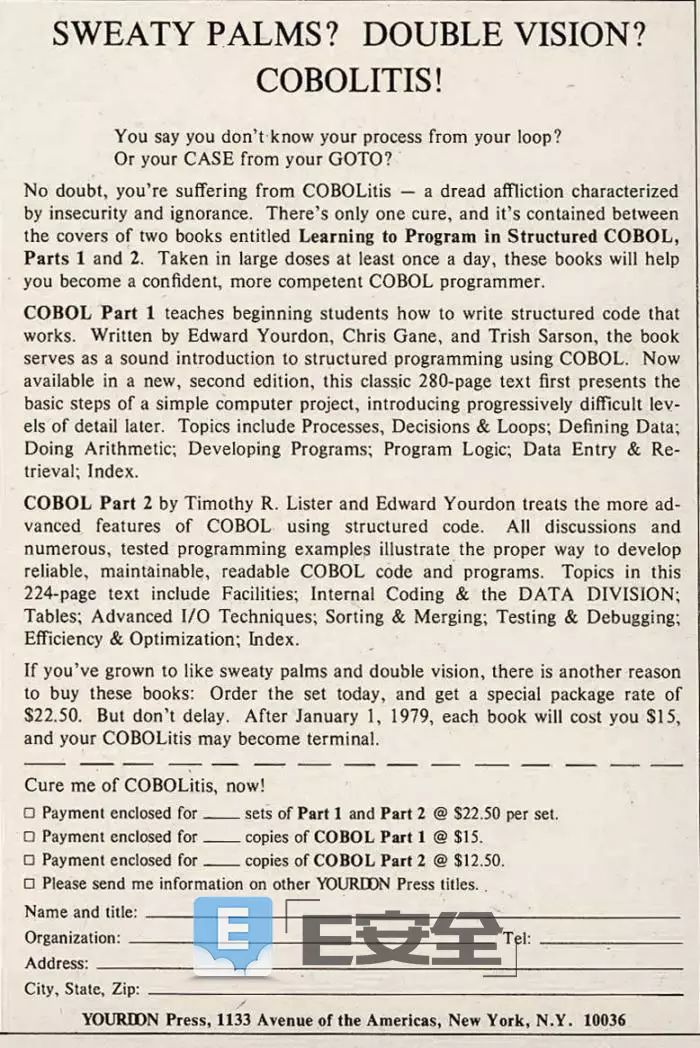 SWEATY PALMS? DOUBLE VISION?
COBOLITIS!
You say you don't know your process from your loop?
Or your CASE from your GOTO?
No doubt, you're suffering from COBOLitis — a dread affliction characterized
by insecurity and ignorance. There's only one cure, and it's contained between
the covers of two books entitled Learning to Program in Structured COBOL,
Parts 1 and 2. Taken in large doses at least once a day, these books will help
you become a confident, more competent COBOL programmer.
COBOL Part 1 teaches beginning students how to write structured code that
works. Written by Edward Yourdon, Chris Gane, and Trish Sarson, the book
serves as a sound introduction to structured programming using COBOL. Now
available in a new, second edition, this classic 280-page text first presents the
basic steps of a simple computer project, introducing progressively difficult lev-
els of detail later. Topics include Processes, Decisions & Loops; Defining Data;
Doing Arithmetic; Developing Programs; Program Logic; Data Entry & Re-
trieval; Index.
COBOL Part 2 by Timothy R. Lister and Edward Yourdon treats the more ad-
vanced features of COBOL using structured code. All discussions and
numerous, tested programming examples illustrate the proper way to develop
reliable, maintainable, readable COBOL code and programs. Topics in this
224-page text include Facilities; Internal Coding & the DATA DIVISION;
Tables; Advanced I/O Techniques; Sorting & Merging; Testing & Debugging;
Efficiency & Optimization; Index.
If you've grown to like sweaty palms and double vision, there is another reason
to buy these books: Order the set today, and get a special package rate of
$22.50. But don't delay. After January 1, 1979, each book will cost you $15,
and your COBOLitis may become terminal.
Cure me of COBOLitis, now!
□ Payment enclosed for ____ sets of Part 1 and Part 2 @ $22.50 per set.
□ Payment enclosed for ____ copies of COBOL Part 1 @ $15.
□ Payment enclosed for ____ copies of COBOL Part 2 @ $12.50.
□ Please send me information on other YOURDON Press titles.
Name and title:
Organization: Tel:
E E安全
Address:
City, State, Zip:
YOURDON Press, 1133 Avenue of the Americas, New York, N.Y. 10036